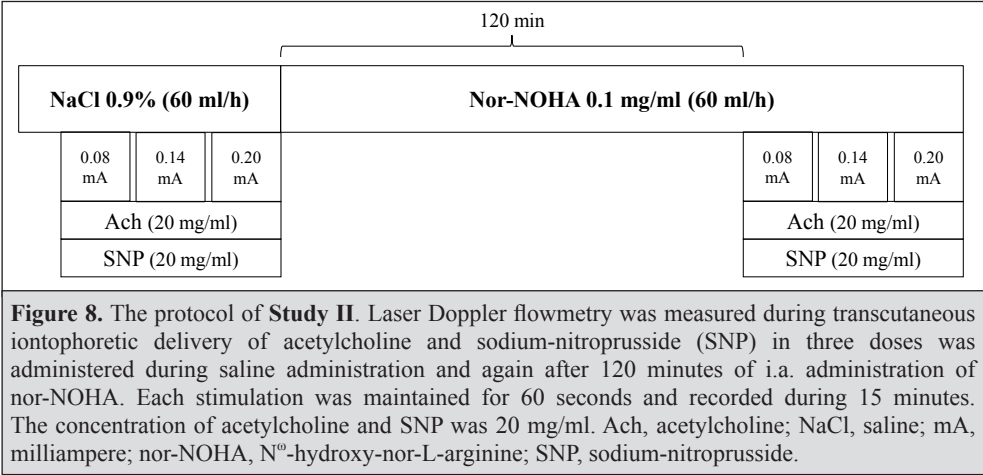 120 min
NaCl 0.9% (60 ml/h) Nor-NOHA 0.1 mg/ml (60 ml/h)
0.08 0.14 0.20 0.08 0.14 0.20
mA mA mA mA mA mA
Ach (20 mg/ml) Ach (20 mg/ml)
SNP (20 mg/ml) SNP (20 mg/ml)
Figure 8. The protocol of Study II. Laser Doppler flowmetry was measured during transcutaneous
iontophoretic delivery of acetylcholine and sodium-nitroprusside (SNP) in three doses was
administered during saline administration and again after 120 minutes of i.a. administration of
nor-NOHA. Each stimulation was maintained for 60 seconds and recorded during 15 minutes.
The concentration of acetylcholine and SNP was 20 mg/ml. Ach, acetylcholine; NaCl, saline; mA,
milliampere; nor-NOHA, Nᵚ-hydroxy-nor-L-arginine; SNP, sodium-nitroprusside.